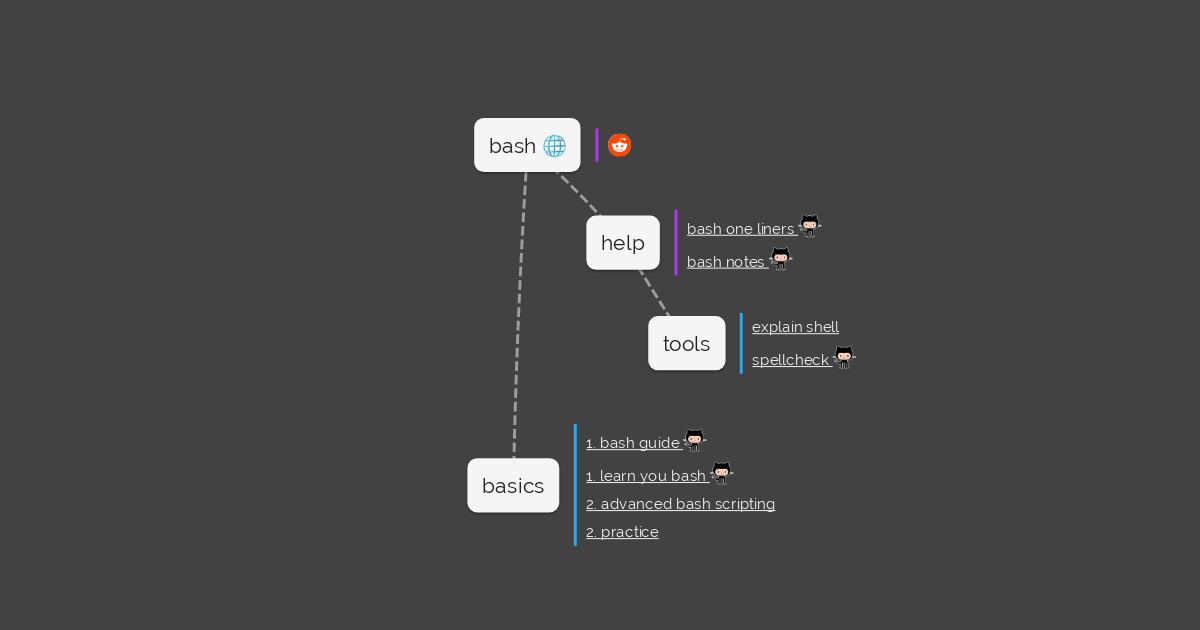 bash
help
bash one liners
bash notes
tools
explain shell
spellcheck
basics
1. bash guide
1. learn you bash
2. advanced bash scripting
2. practice